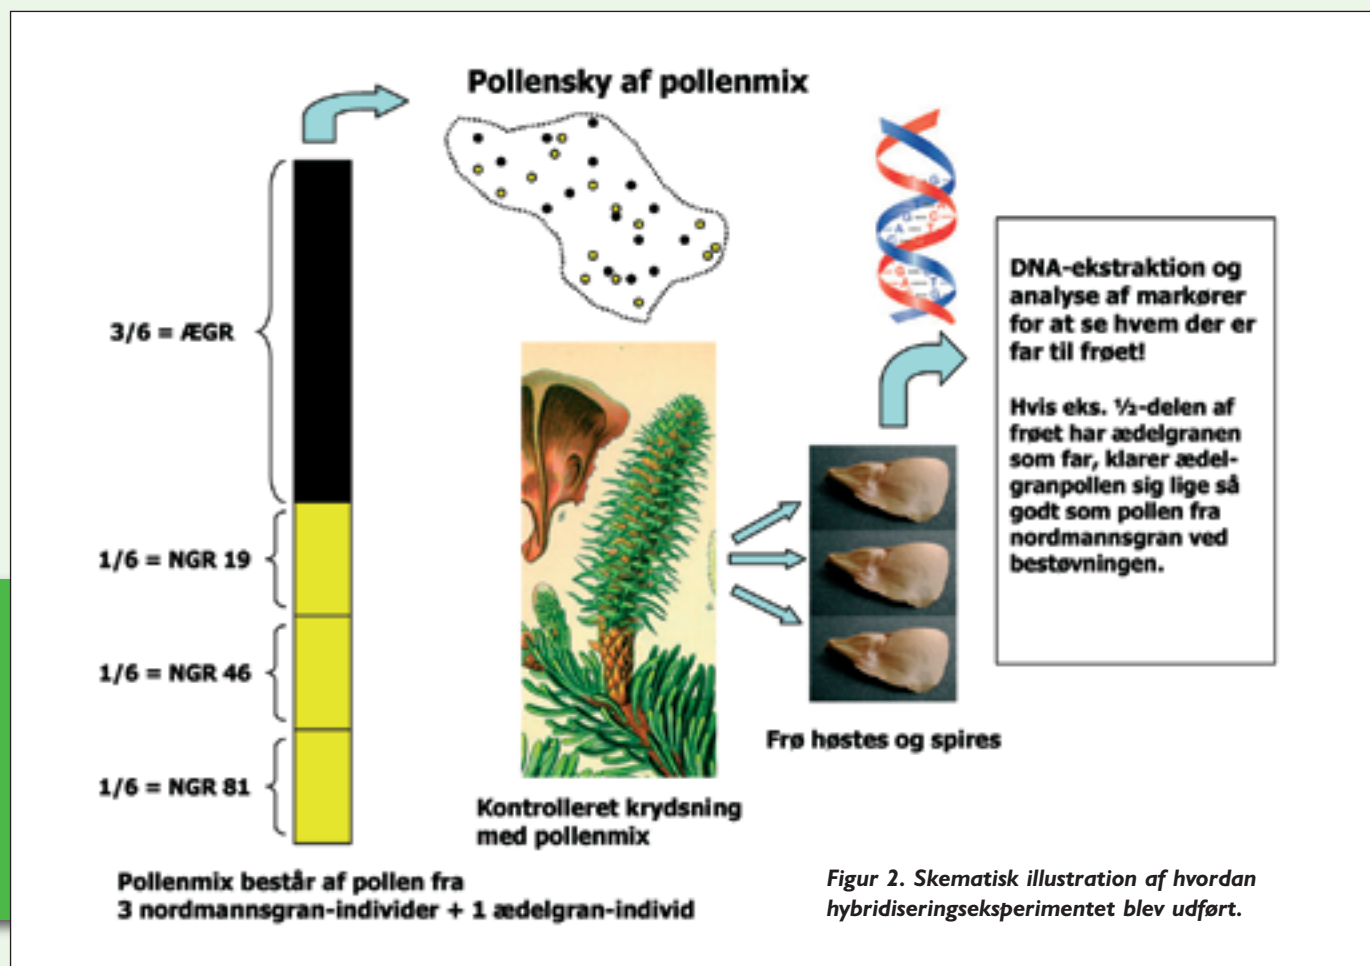 Pollensky af pollenmix
3/6 = ÆGR
1/6 = NGR 19
1/6 = NGR 46
1/6 = NGR 81
Pollenmix består af pollen fra
3 nordmannsgran-individer + 1 ædelgran-individ
Kontrolleret krydsning
med pollenmix
Frø høstes og spires
DNA-ekstraktion og
analyse af markører
for at se hvem der er
far til frøet!
Hvis eks. ½-delen af
frøet har ædelgranen
som far, klarer ædel-
granpollen sig lige så
godt som pollen fra
nordmannsgran ved
bestøvningen.
Figur 2. Skematisk illustration af hvordan
hybridiseringseksperimentet blev udført.